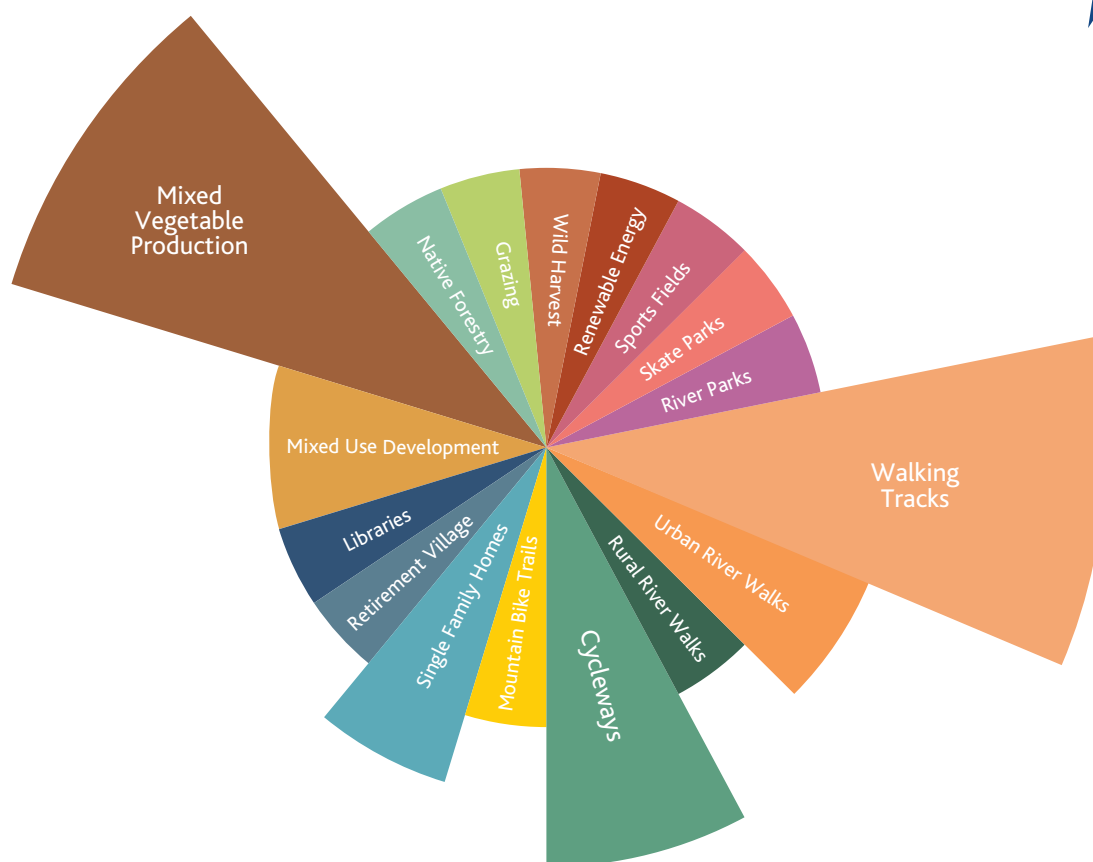 Mixed
Vegetable
Production
Native Forestry
Grazing
Wild Harvest
Renewable Energy
Sports Fields
Skate Parks
River Parks
Walking
Tracks
Urban River Walks
Rural River Walks
Cycleways
Mountain Bike Trails
Single Family Homes
Retirement Village
Libraries
Mixed Use Development